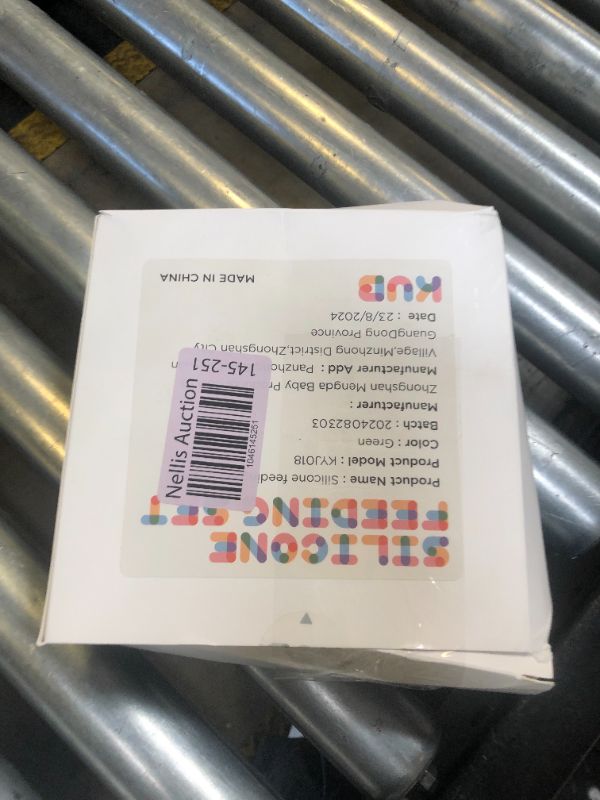 SILICONE
FEEDING SET
Product Name : Silicone feedi
Product Model : KYJ018
Color : Green
Batch : 2024082303
Manufacturer :
Zhongshan Mengda Baby Pr
Manufacturer Add : Panzho
Village,Minzhong District,Zhongshan City
GuangDong Province
Date : 23/8/2024
KUB
MADE IN CHINA
Nellis Auction
1046145251
145-251